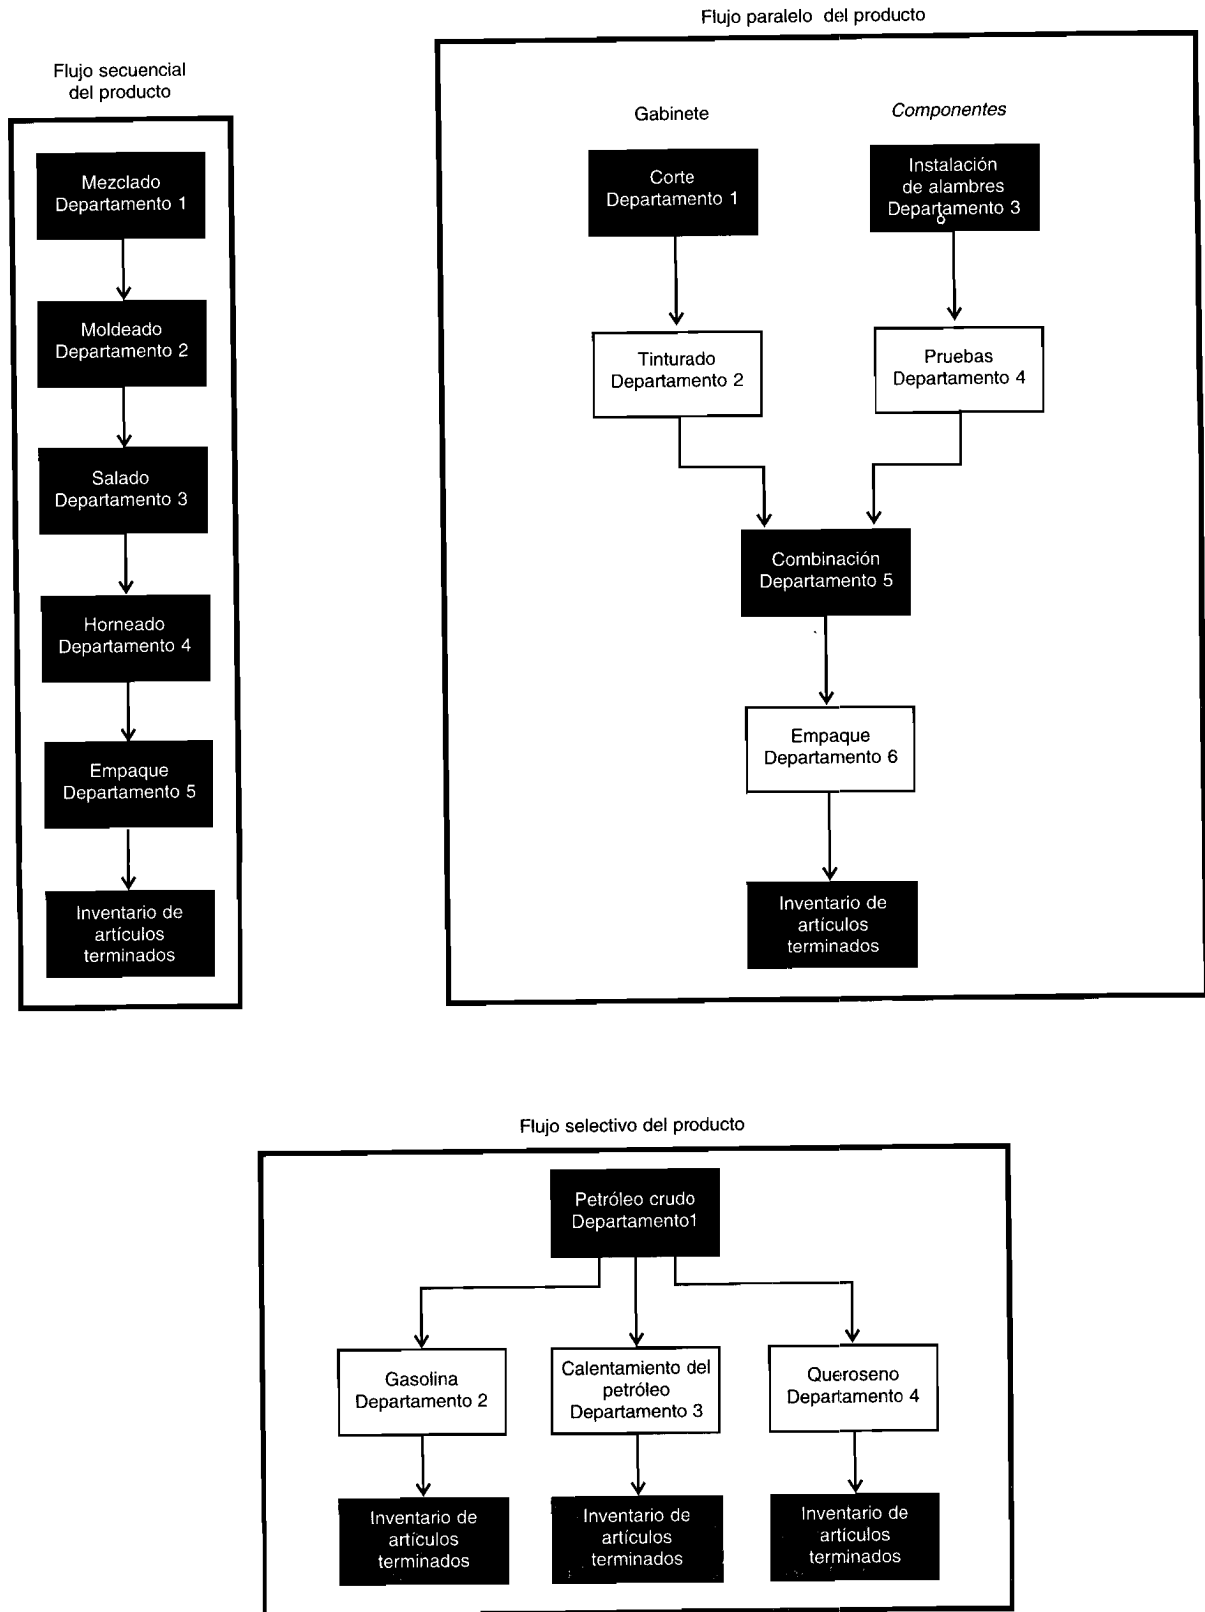 Flujo secuencial
del producto
Mezclado
Departamento 1
Moldeado
Departamento 2
Salado
Departamento 3
Horneado
Departamento 4
Empaque
Departamento 5
Inventario de
artículos
terminados
Flujo paralelo del producto
Gabinete
Componentes
Corte
Departamento 1
Instalación
de alambres
Departamento 3
Tinturado
Departamento 2
Pruebas
Departamento 4
Combinación
Departamento 5
Empaque
Departamento 6
Inventario de
artículos
terminados
Flujo selectivo del producto
Petróleo crudo
Departamento1
Gasolina
Departamento 2
Calentamiento del
petróleo
Departamento 3
Queroseno
Departamento 4
Inventario de
artículos
terminados
Inventario de
artículos
terminados
Inventario de
artículos
terminados